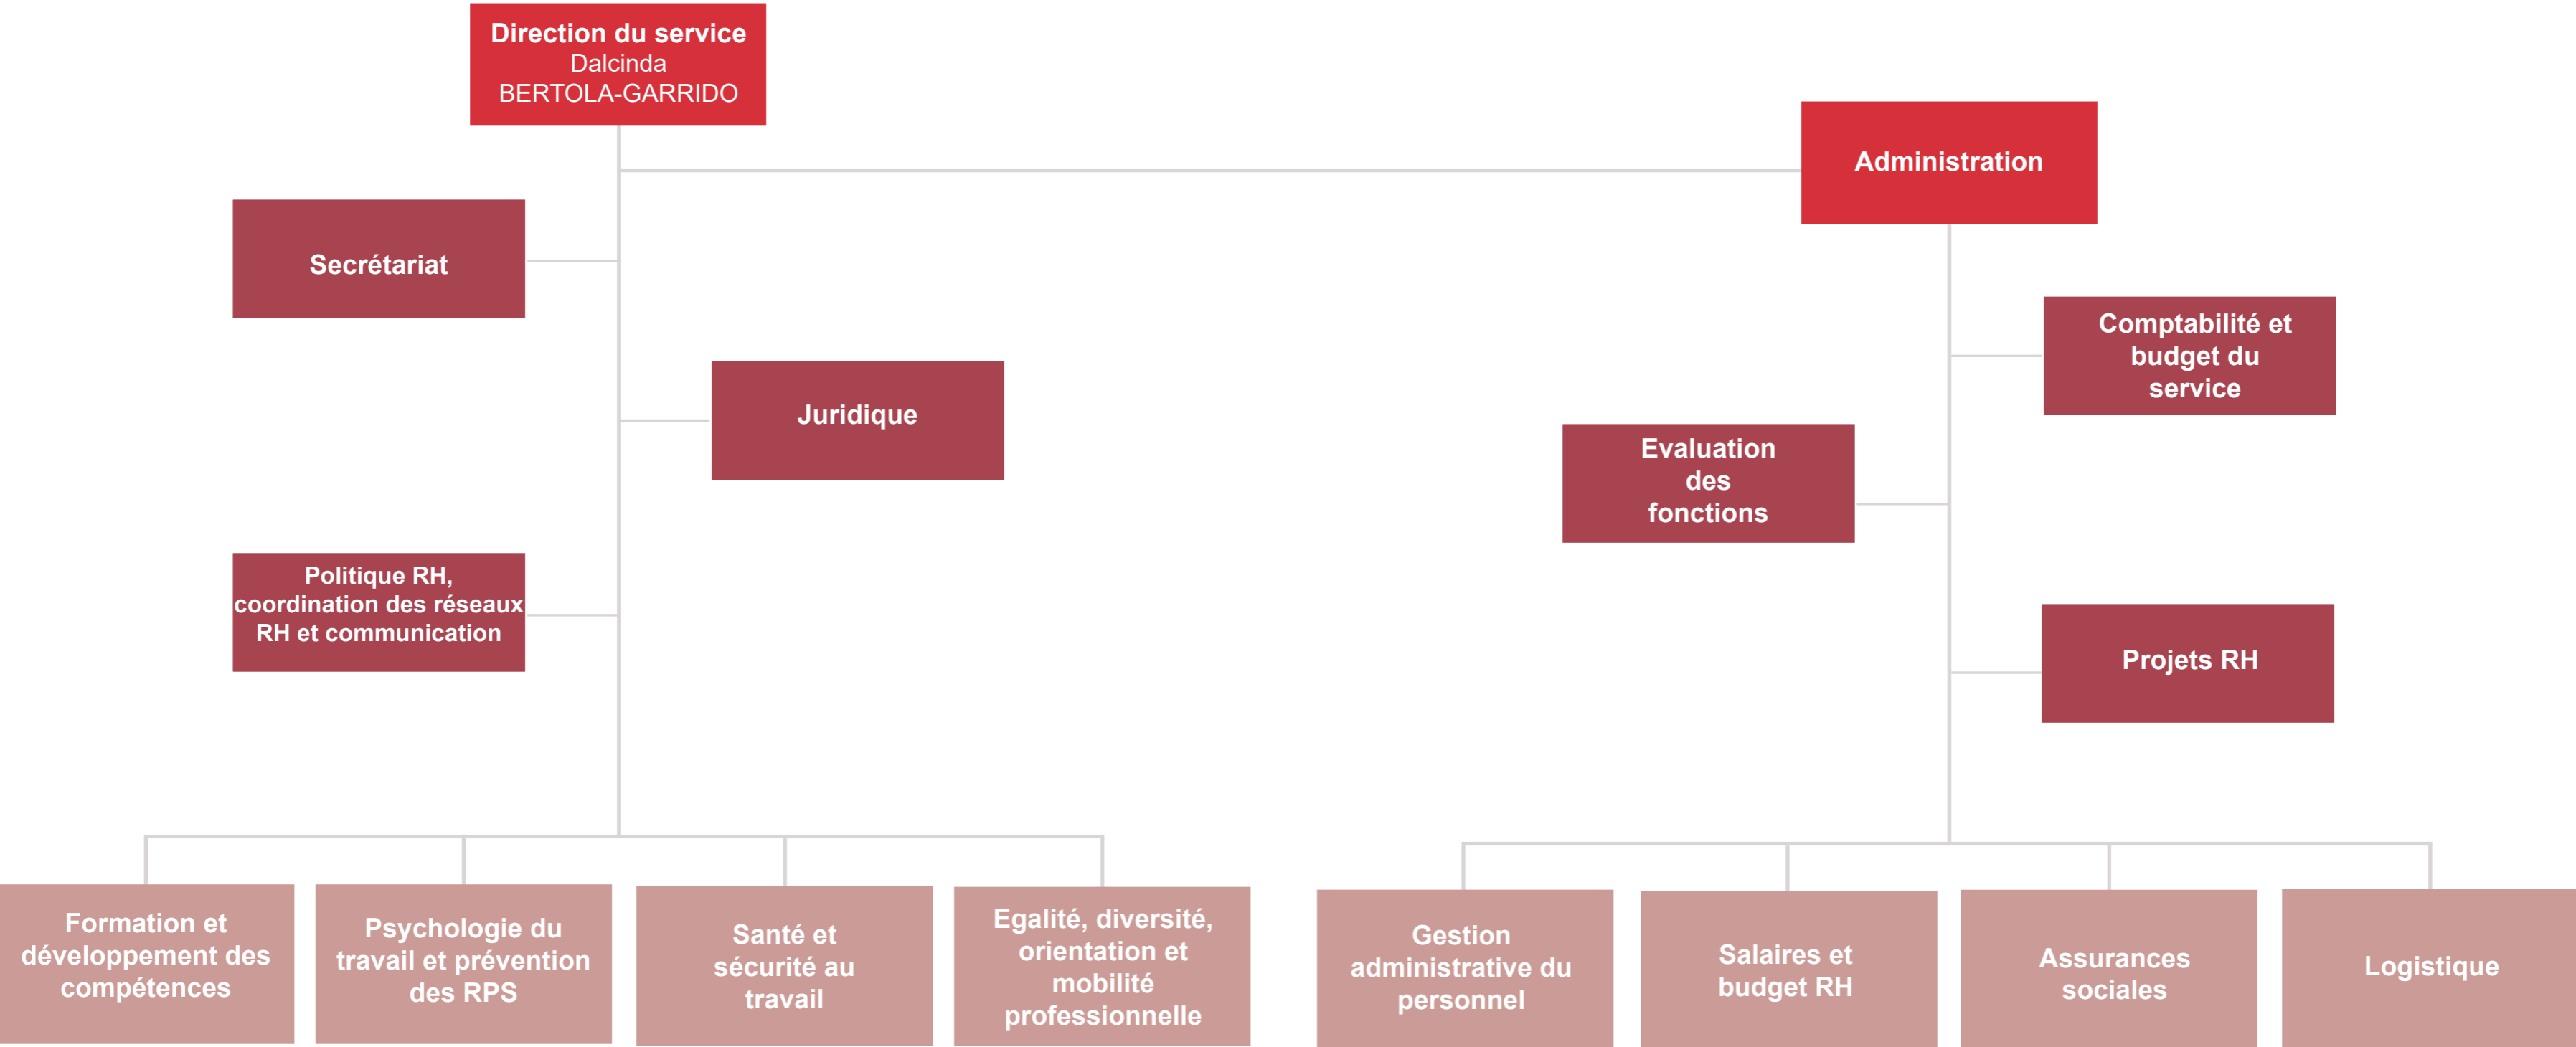 Direction du service
Dalcinda
BERTOLA-GARRIDO
Administration
Secrétariat
Comptabilité et
budget du
service
Juridique
Evaluation
des
fonctions
Politique RH,
coordination des réseaux
RH et communication
Projets RH
Formation et
développement des
compétences
Psychologie du
travail et prévention
des RPS
Santé et
sécurité au
travail
Egalité, diversité,
orientation et
mobilité
professionnelle
Gestion
administrative du
personnel
Salaires et
budget RH
Assurances
sociales
Logistique